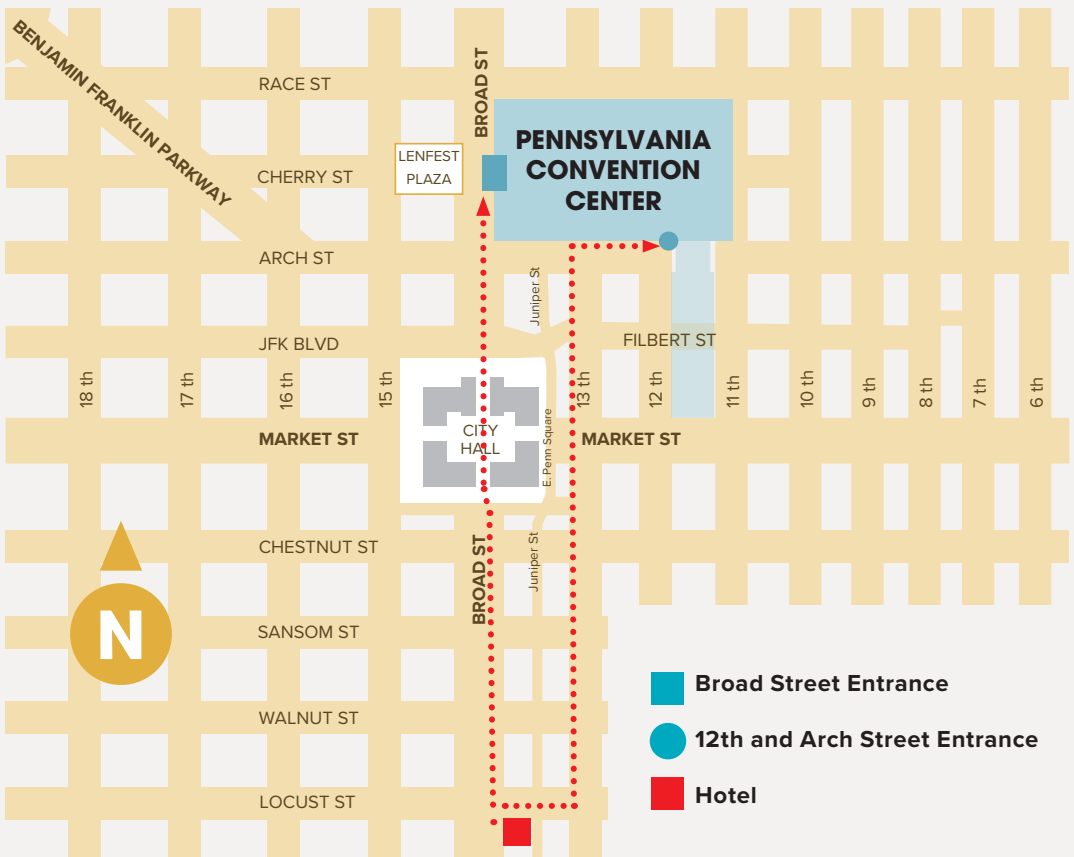 BENJAMIN FRANKLIN PARKWAY
RACE ST
BROAD ST
PENNSYLVANIA
CONVENTION
CENTER
LENFEST
PLAZA
CHERRY ST
ARCH ST
Juniper St
JFK BLVD
FILBERT ST
18 th
17 th
16 th
15 th
13 th
12 th
11 th
10 th
9 th
8 th
7 th
6 th
MARKET ST
CITY
HALL
E. Penn Square
MARKET ST
CHESTNUT ST
BROAD ST
Juniper St
N
SANSOM ST
WALNUT ST
LOCUST ST
Broad Street Entrance
12th and Arch Street Entrance
Hotel